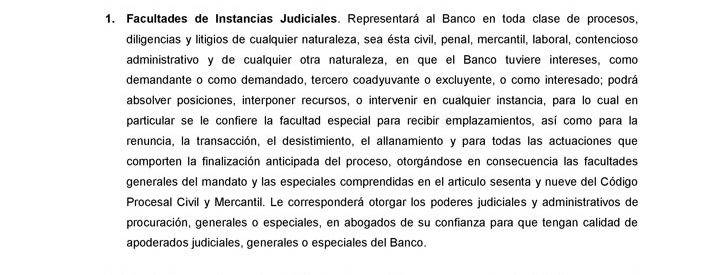 1. Facultades de Instancias Judiciales. Representará al Banco en toda clase de procesos,
diligencias y litigios de cualquier naturaleza, sea ésta civil, penal, mercantil, laboral, contencioso
administrativo y de cualquier otra naturaleza, en que el Banco tuviere intereses, como
demandante o como demandado, tercero coadyuvante o excluyente, o como interesado; podrá
absolver posiciones, interponer recursos, o intervenir en cualquier instancia, para lo cual en
particular se le confiere la facultad especial para recibir emplazamientos, así como para la
renuncia, la transacción, el desistimiento, el allanamiento y para todas las actuaciones que
comporten la finalización anticipada del proceso, otorgándose en consecuencia las facultades
generales del mandato y las especiales comprendidas en el articulo sesenta y nueve del Código
Procesal Civil y Mercantil. Le corresponderá otorgar los poderes judiciales y administrativos de
procuración, generales o especiales, en abogados de su confianza para que tengan calidad de
apoderados judiciales, generales o especiales del Banco.